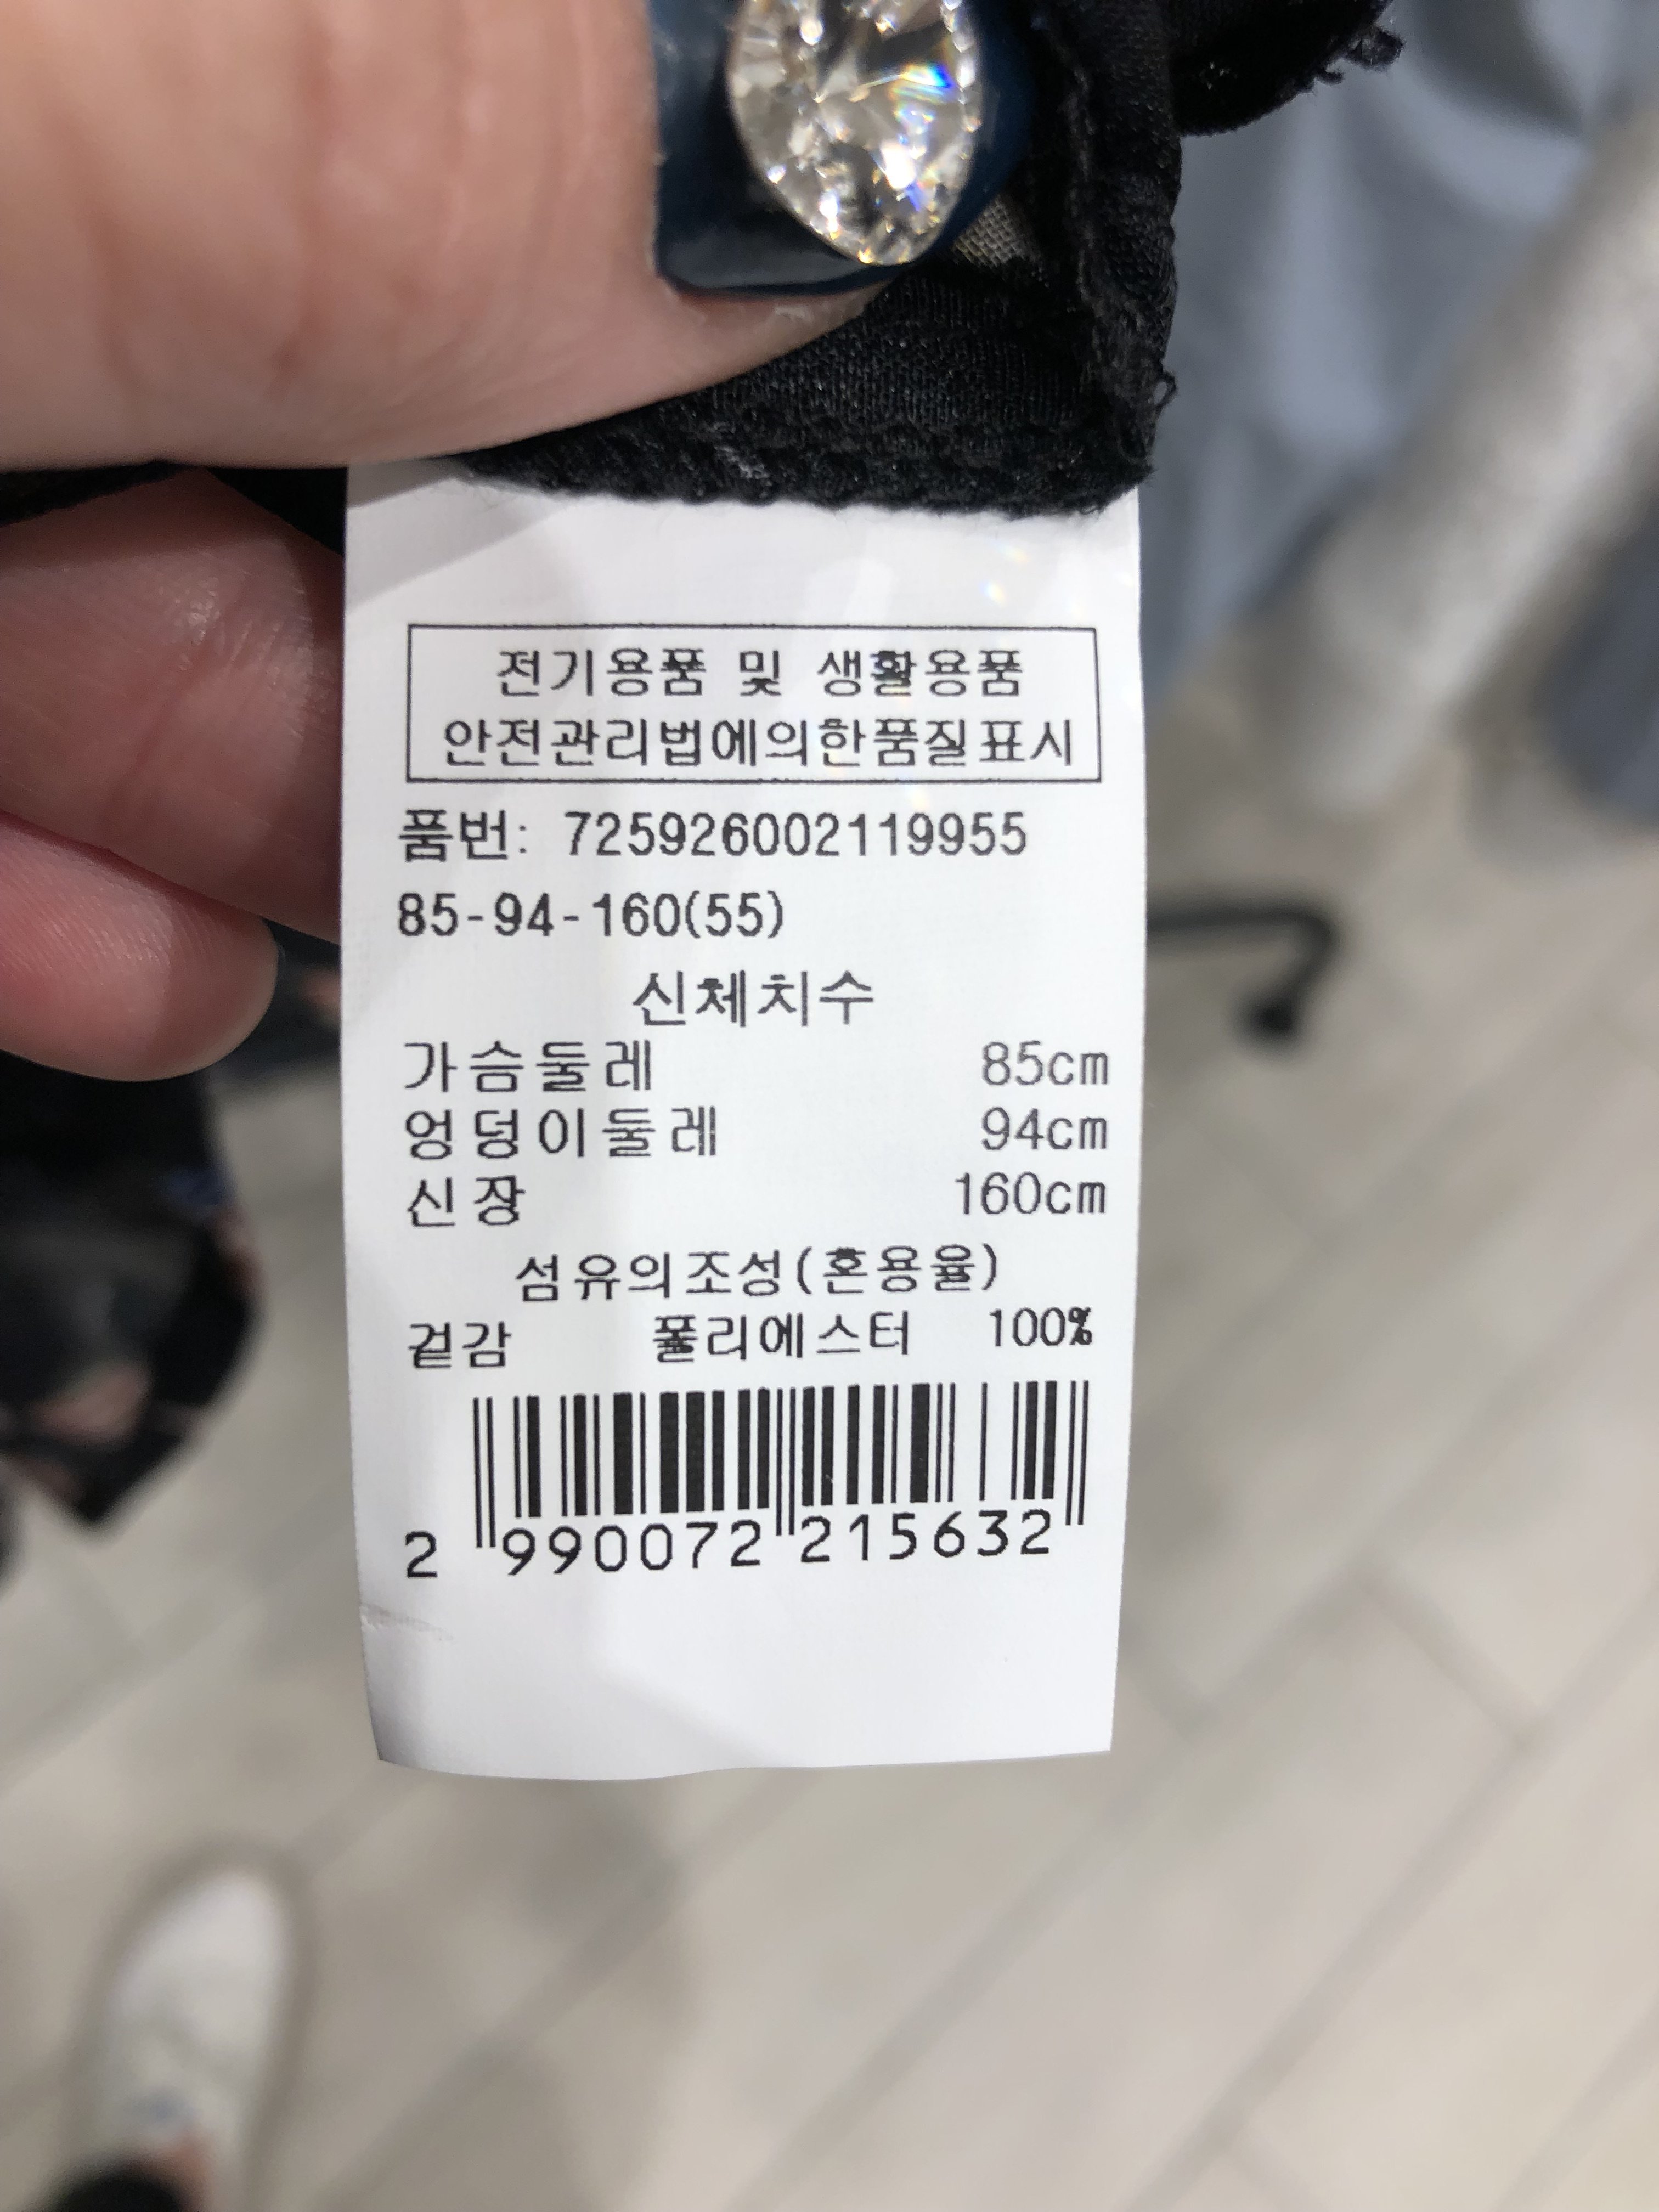 전기용품 및 생활용품
안전관리법에의한품질표시
품번: 725926002119955
85-94-160(55)
신체치수
가슴둘레 85cm
엉덩이둘레 94cm
신장 160cm
섬유의조성(혼용율)
겉감 폴리에스터 100%
2 990072 215632